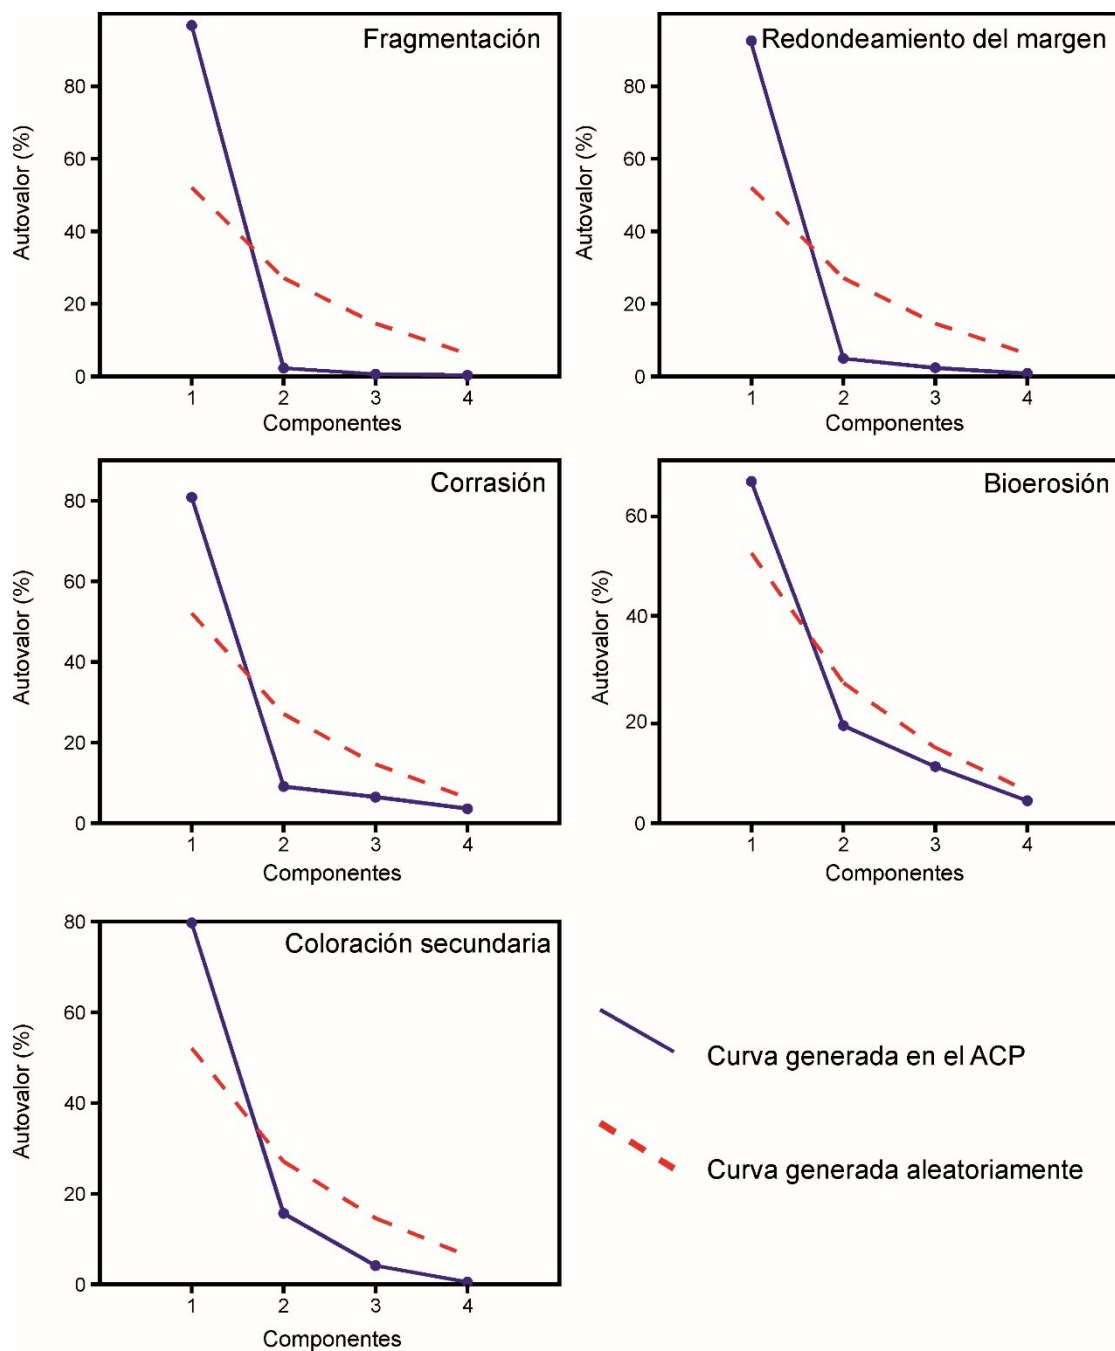 Fragmentación
Autovalor (%)
80
60
40
20
0
1 2 3 4
Componentes
Redondeamiento del margen
Autovalor (%)
80
60
40
20
0
1 2 3 4
Componentes
Corrasión
Autovalor (%)
80
60
40
20
0
1 2 3 4
Componentes
Bioerosión
Autovalor (%)
60
40
20
0
1 2 3 4
Componentes
Coloración secundaria
Autovalor (%)
80
60
40
20
0
1 2 3 4
Componentes
Curva generada en el ACP
Curva generada aleatoriamente